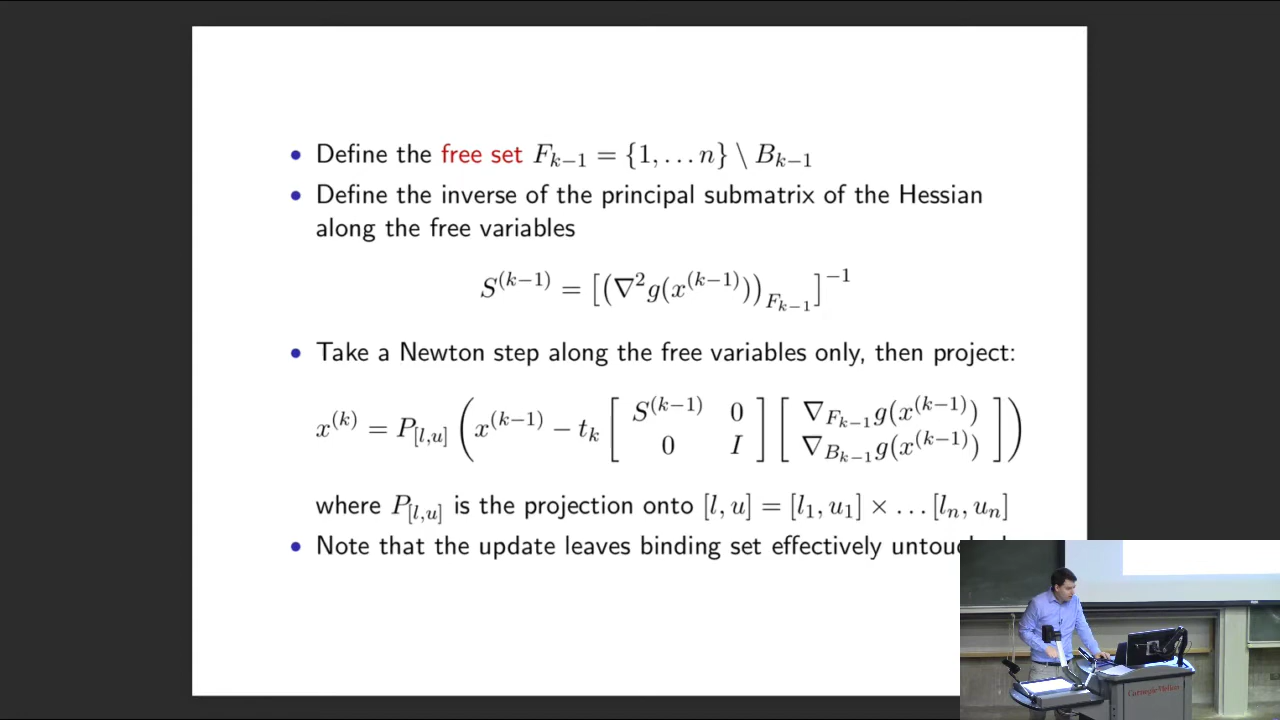 • Define the free set F_{k−1} = {1, . . . n} \ B_{k−1}
• Define the inverse of the principal submatrix of the Hessian
along the free variables
S^{(k−1)} = [(∇²g(x^{(k−1)}))_{F_{k−1}}]^{−1}
• Take a Newton step along the free variables only, then project:
x^{(k)} = P_{[l,u]} ( x^{(k−1)} − t_k [ S^{(k−1)} 0 ; 0 I ] [ ∇_{F_{k−1}} g(x^{(k−1)}) ; ∇_{B_{k−1}} g(x^{(k−1)}) ] )
where P_{[l,u]} is the projection onto [l, u] = [l_1, u_1] × . . . [l_n, u_n]
• Note that the update leaves binding set effectively
Carnegie Mellon